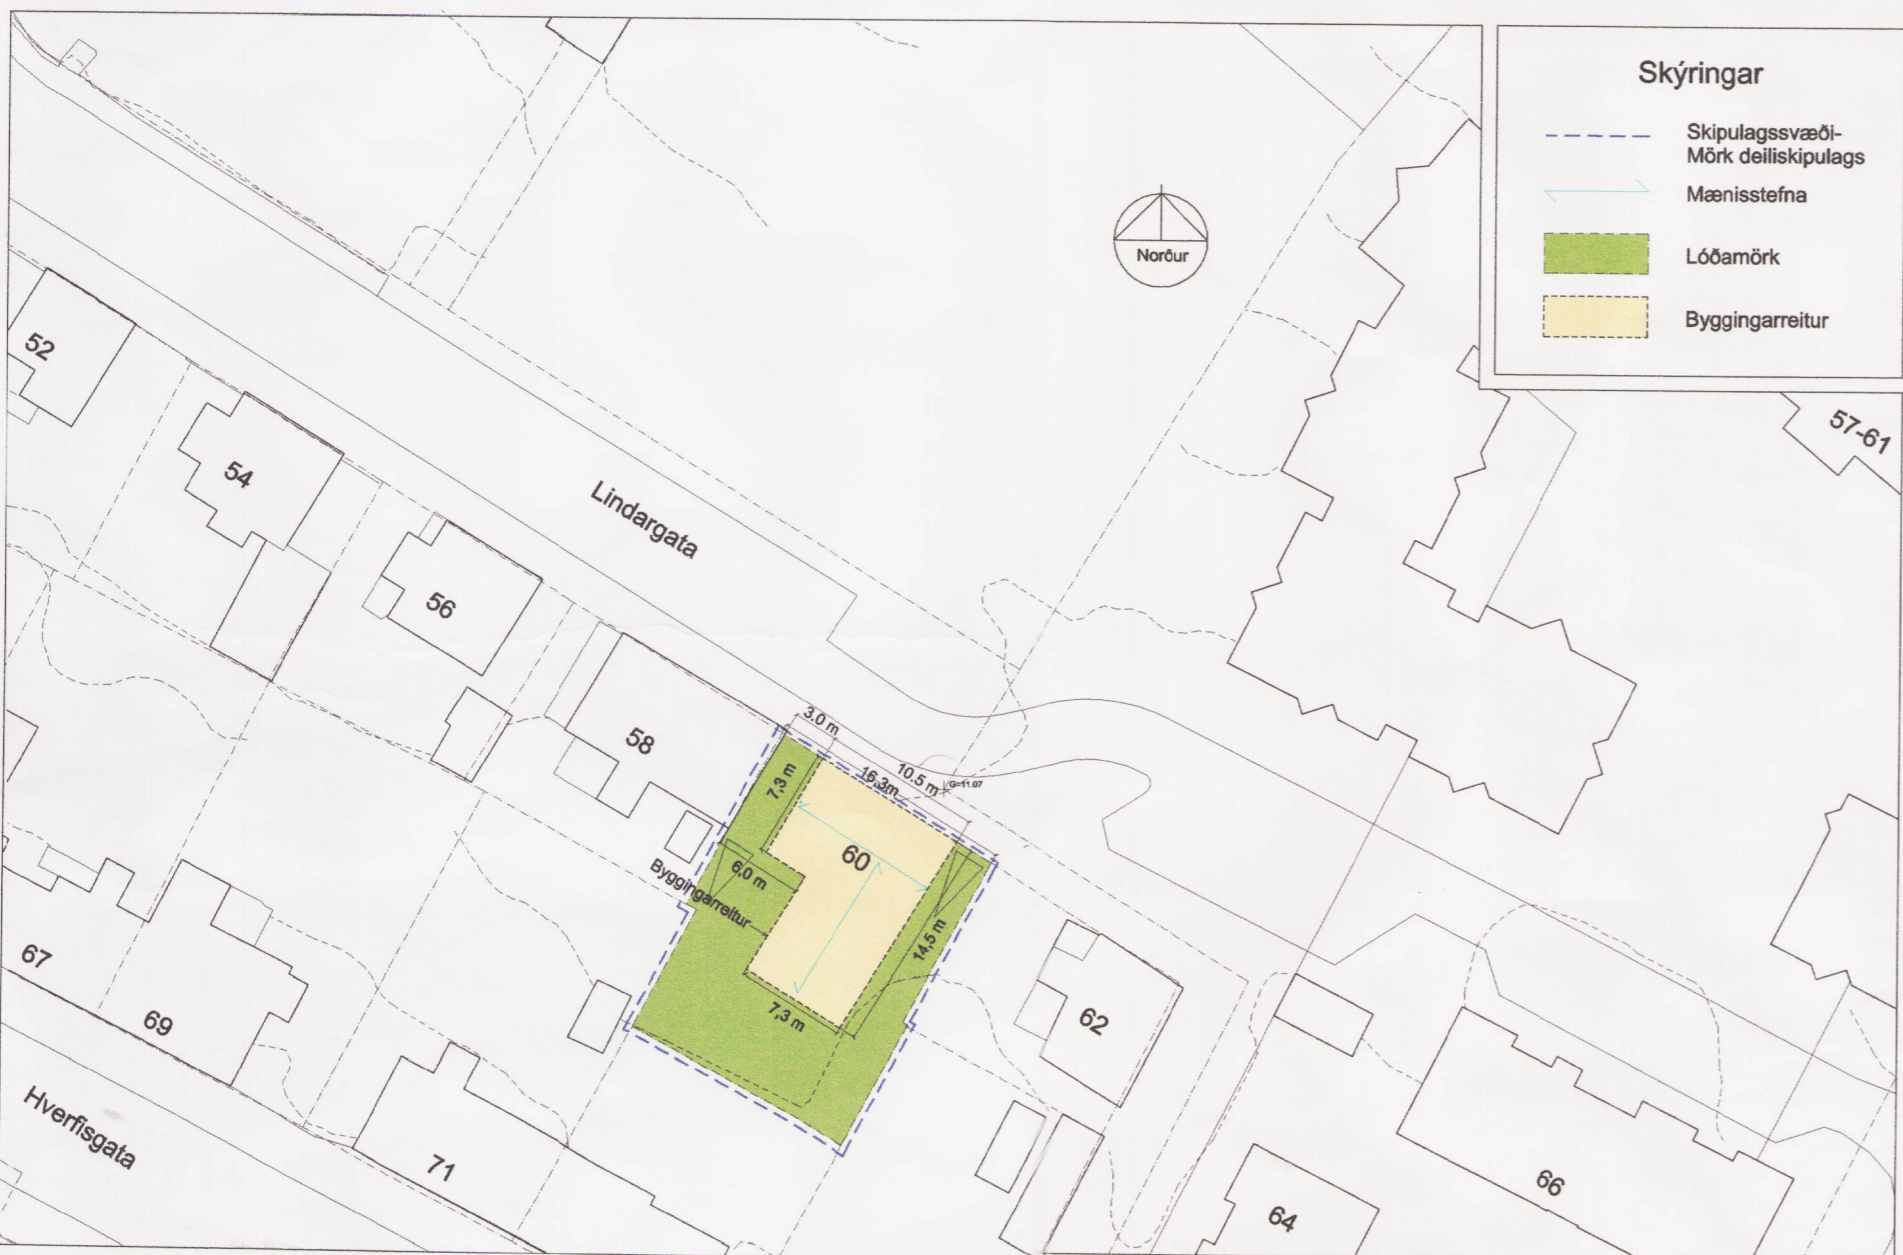 Skýringar
Skipulagssvæði-
Mörk deiliskipulags
Mænisstefna
Lóðamörk
Byggingarreitur
Norður
57-61
52
54
Lindargata
56
58
3.0 m
10.5 m
16.3m
G=11.07
7,3 m
60
6,0 m
Byggingarreitur
14,5 m
7,3 m
62
67
69
71
Hverfisgata
66
64